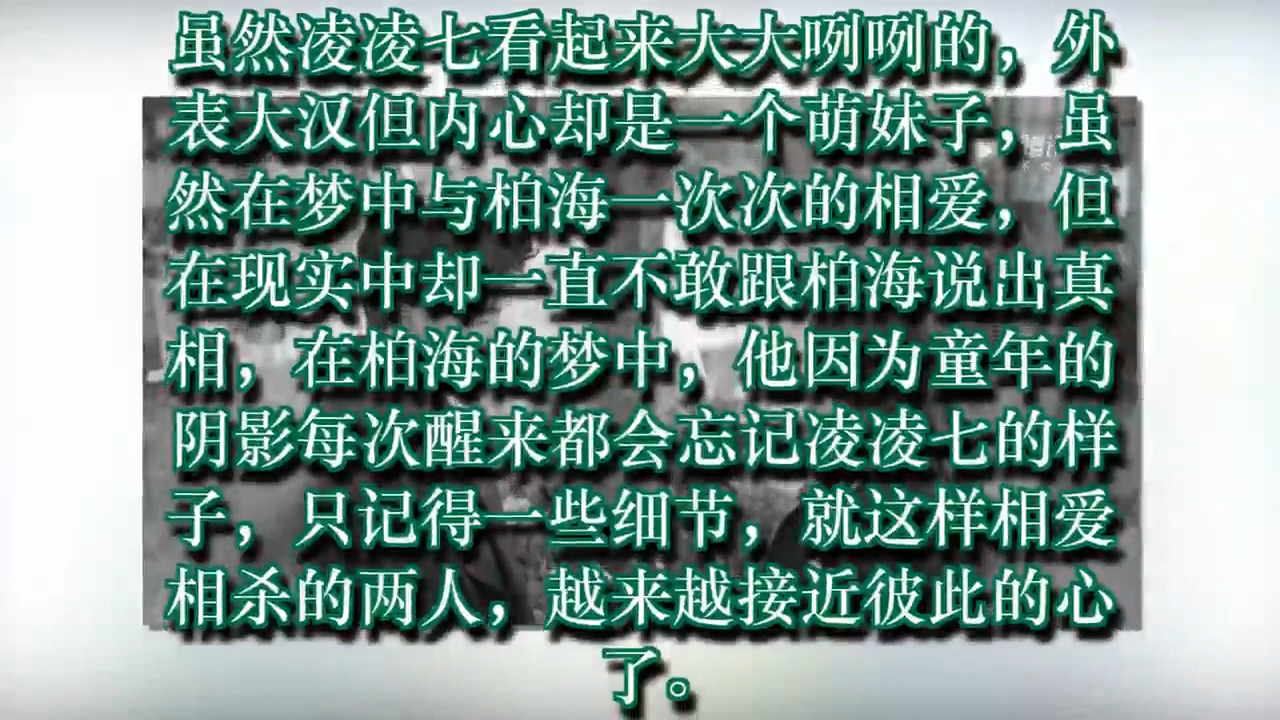 虽然凌凌七看起来大大咧咧的，外
表大汉但内心却是一个萌妹子，虽
然在梦中与柏海一次次的相爱，但
在现实中却一直不敢跟柏海说出真
相，在柏海的梦中，他因为童年的
阴影每次醒来都会忘记凌凌七的样
子，只记得一些细节，就这样相爱
相杀的两人，越来越接近彼此的心
了。